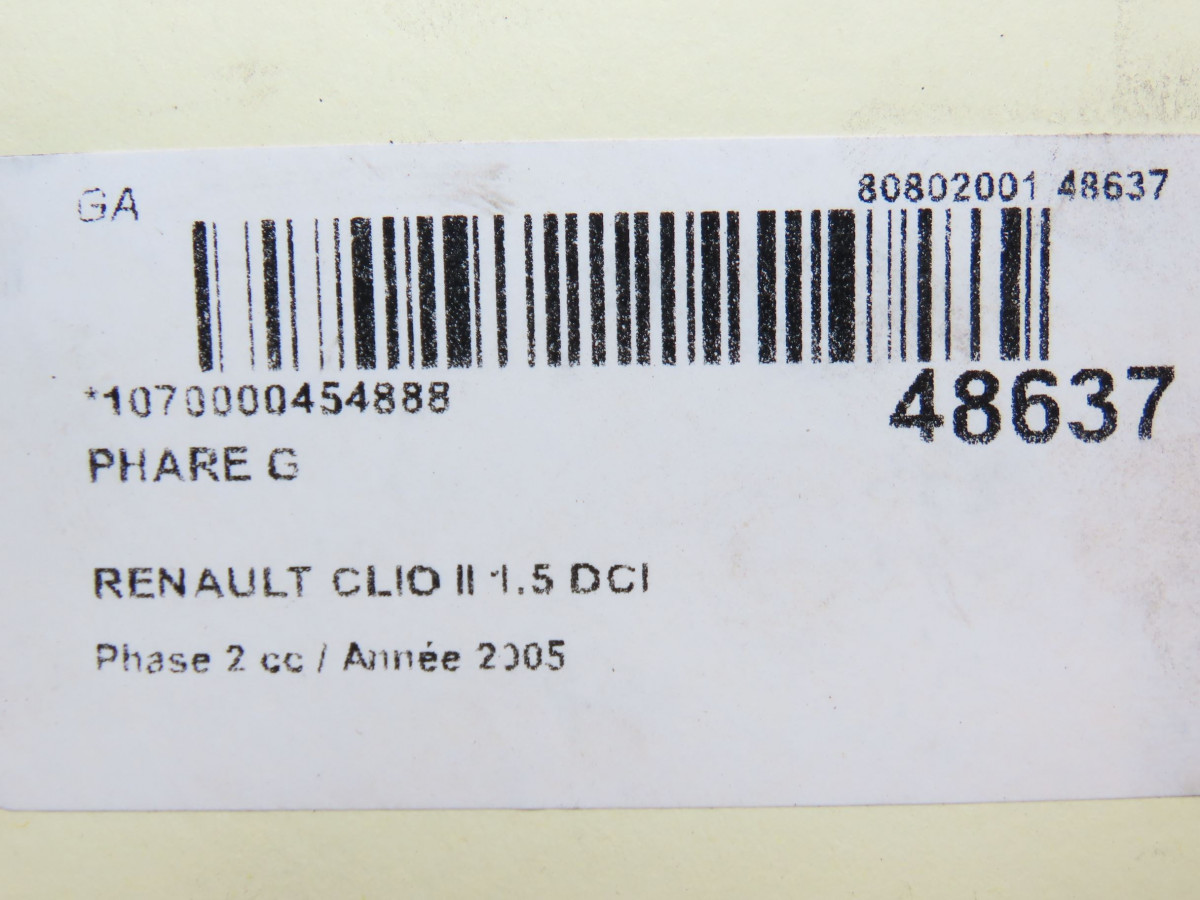 GA
80802001 48637
*1070000454888
48637
PHARE G
RENAULT CLIO II 1.5 DCI
Phase 2 cc / Année 2005